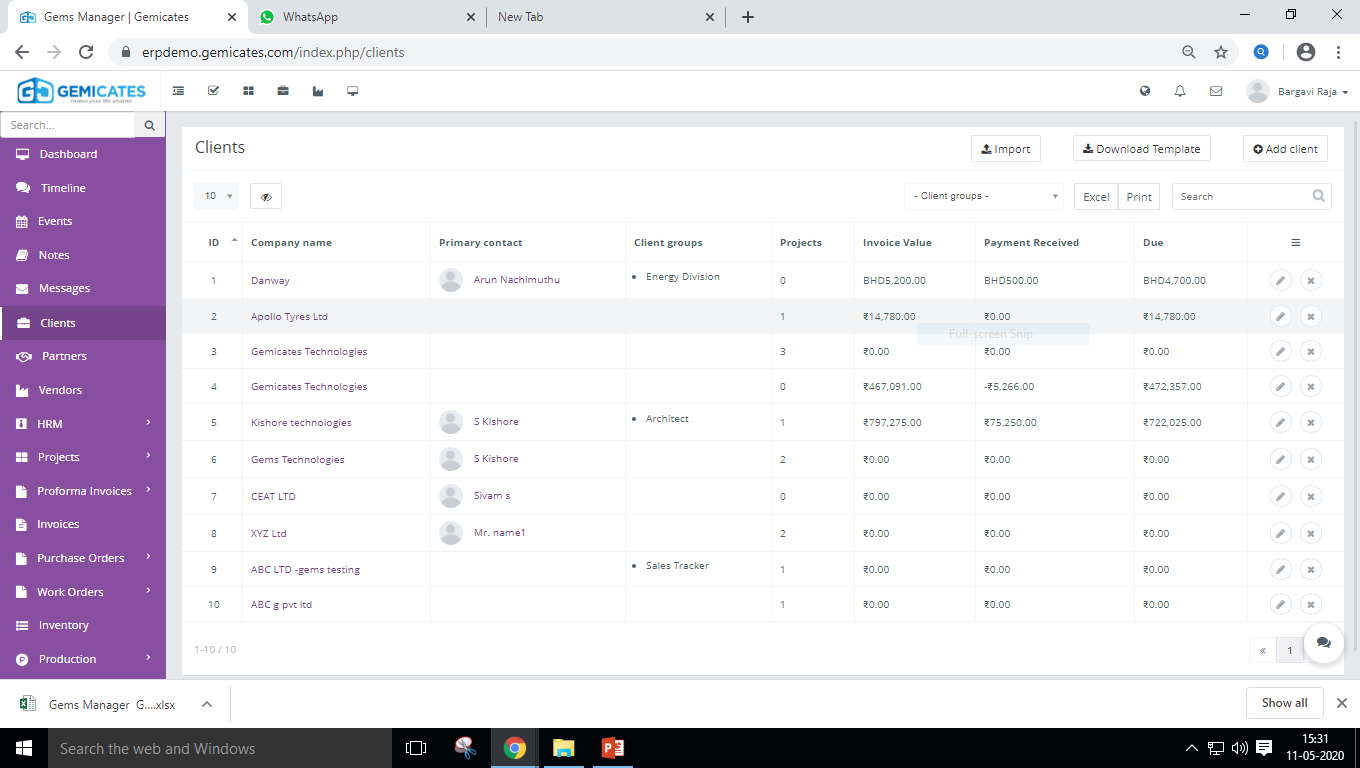 Gems Manager | Gemicates
WhatsApp
New Tab
erpdemo.gemicates.com/index.php/clients
GEMICATES
makes your life smarter
Bargavi Raja
Search...
Dashboard
Timeline
Events
Notes
Messages
Clients
Partners
Vendors
HRM
Projects
Proforma Invoices
Invoices
Purchase Orders
Work Orders
Inventory
Production
Clients
Import
Download Template
Add client
10
- Client groups -
Excel
Print
Search
ID Company name Primary contact Client groups Projects Invoice Value Payment Received Due
1 Danway Arun Nachimuthu • Energy Division 0 BHD5,200.00 BHD500.00 BHD4,700.00
2 Apollo Tyres Ltd 1 ₹14,780.00 ₹0.00 ₹14,780.00
Full-screen Snip
3 Gemicates Technologies 3 ₹0.00 ₹0.00 ₹0.00
4 Gemicates Technologies 0 ₹467,091.00 -₹5,266.00 ₹472,357.00
5 Kishore technologies S Kishore • Architect 1 ₹797,275.00 ₹75,250.00 ₹722,025.00
6 Gems Technologies S Kishore 2 ₹0.00 ₹0.00 ₹0.00
7 CEAT LTD Sivam s 0 ₹0.00 ₹0.00 ₹0.00
8 XYZ Ltd Mr. name1 2 ₹0.00 ₹0.00 ₹0.00
9 ABC LTD -gems testing • Sales Tracker 1 ₹0.00 ₹0.00 ₹0.00
10 ABC g pvt ltd 1 ₹0.00 ₹0.00 ₹0.00
1-10 / 10
« 1
Gems Manager G....xlsx
Show all
Search the web and Windows
15:31
11-05-2020